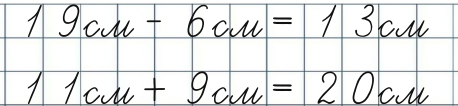 19см - 6см = 13см
11см + 9см = 20см